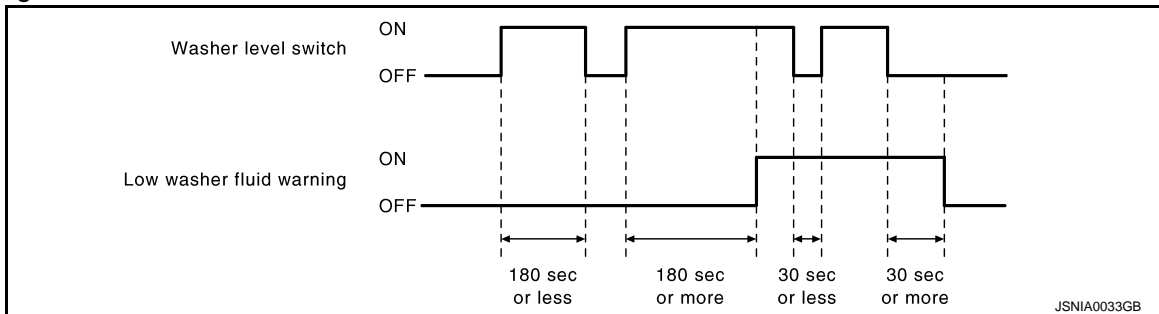 ON
Washer level switch
OFF
ON
Low washer fluid warning
OFF
180 sec
or less
180 sec
or more
30 sec
or less
30 sec
or more
JSNIA0033GB